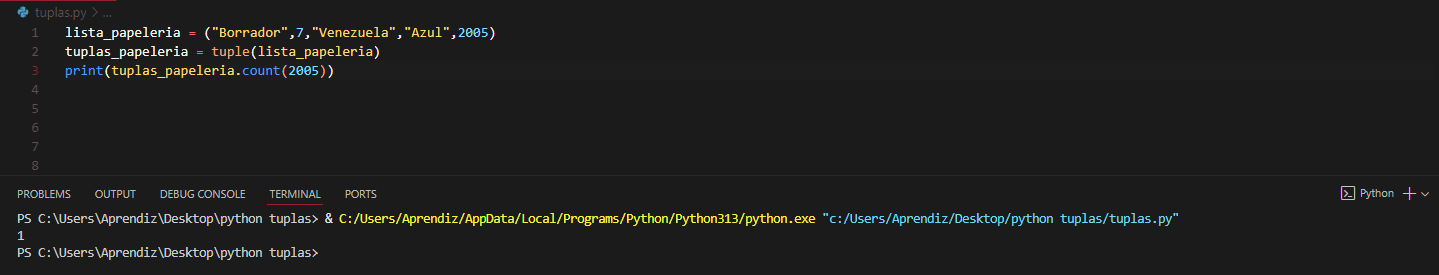 tuplas.py > ...
1 lista_papeleria = ("Borrador",7,"Venezuela","Azul",2005)
2 tuplas_papeleria = tuple(lista_papeleria)
3 print(tuplas_papeleria.count(2005))
4
5
6
7
8
PROBLEMS OUTPUT DEBUG CONSOLE TERMINAL PORTS Python
PS C:\Users\Aprendiz\Desktop\python tuplas> & C:/Users/Aprendiz/AppData/Local/Programs/Python/Python313/python.exe "c:/Users/Aprendiz/Desktop/python tuplas/tuplas.py"
1
PS C:\Users\Aprendiz\Desktop\python tuplas>